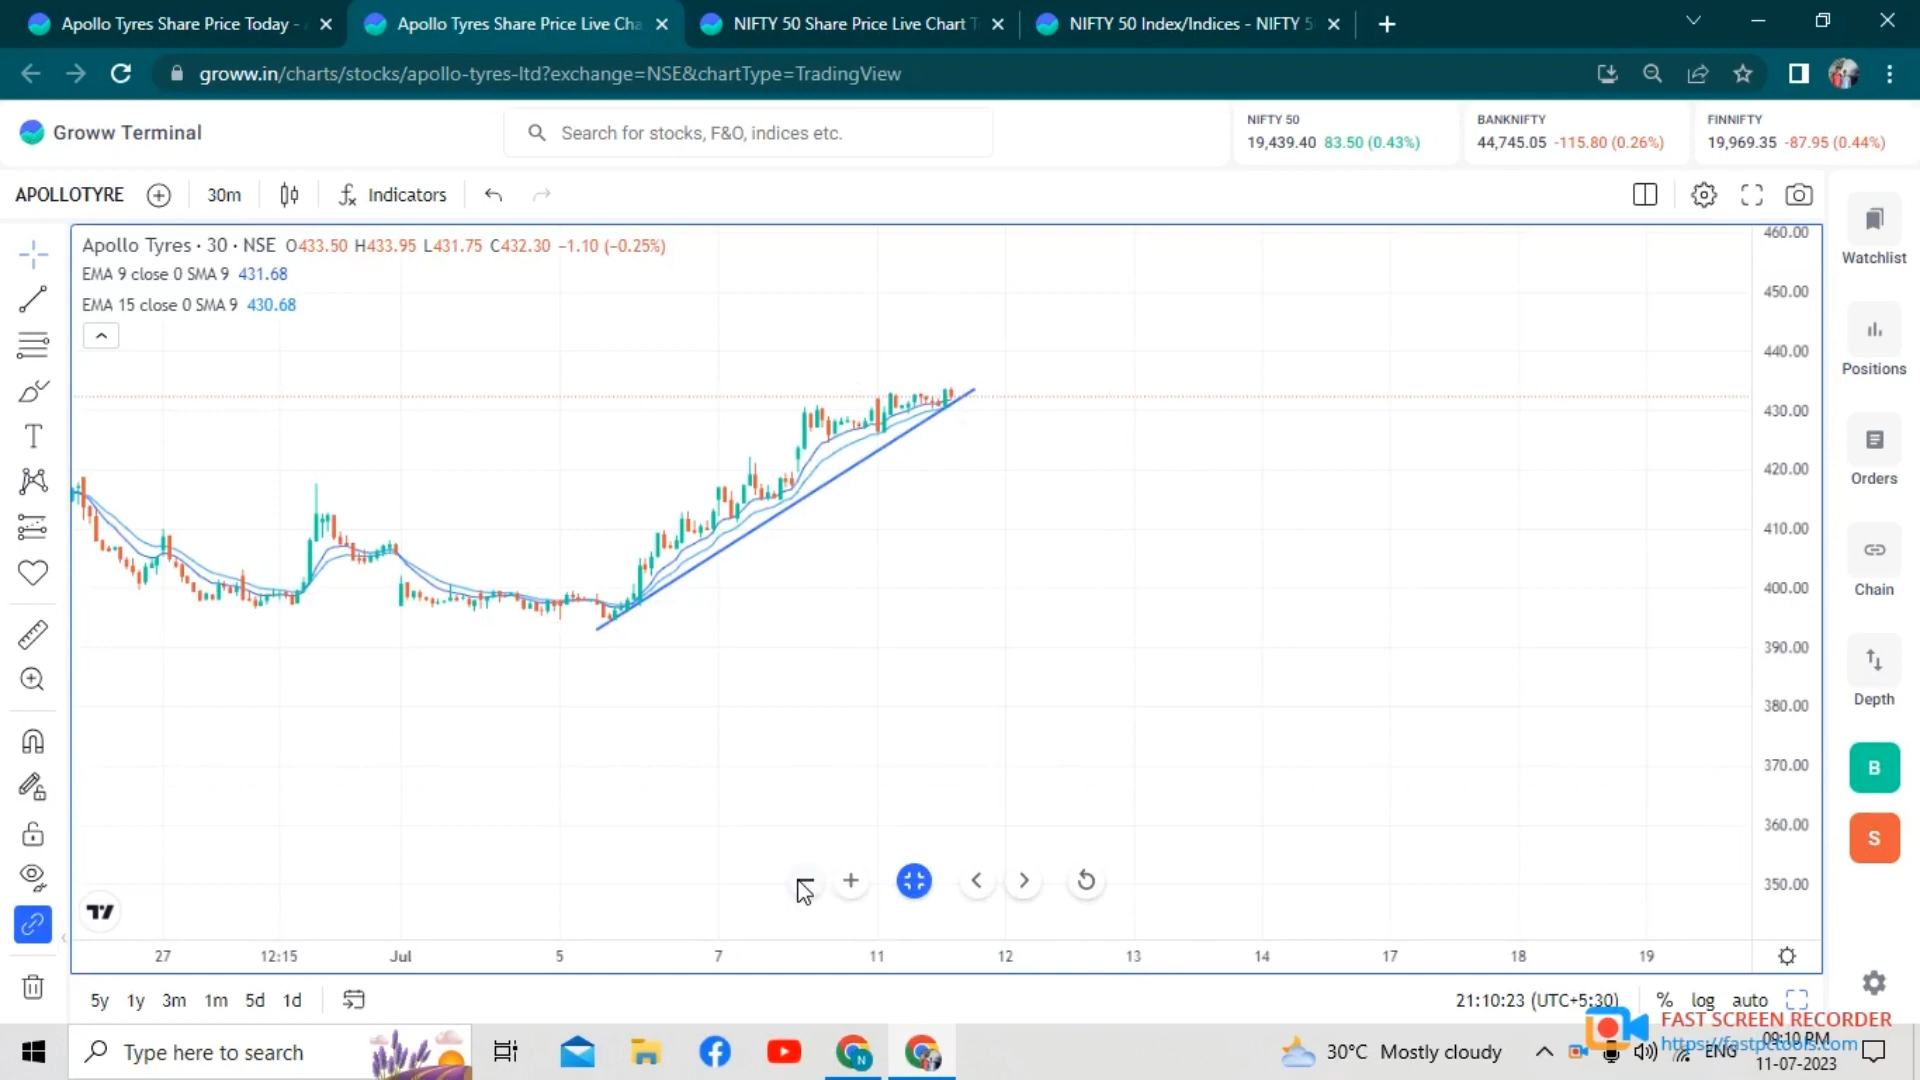 Apollo Tyres Share Price Today -
Apollo Tyres Share Price Live Cha
NIFTY 50 Share Price Live Chart T
NIFTY 50 Index/Indices - NIFTY 5
groww.in/charts/stocks/apollo-tyres-ltd?exchange=NSE&chartType=TradingView
Groww Terminal
Search for stocks, F&O, indices etc.
NIFTY 50
19,439.40 83.50 (0.43%)
BANKNIFTY
44,745.05 -115.80 (0.26%)
FINNIFTY
19,969.35 -87.95 (0.44%)
APOLLOTYRE
30m
Indicators
Apollo Tyres · 30 · NSE O433.50 H433.95 L431.75 C432.30 −1.10 (−0.25%)
EMA 9 close 0 SMA 9 431.68
EMA 15 close 0 SMA 9 430.68
460.00
450.00
440.00
430.00
420.00
410.00
400.00
390.00
380.00
370.00
360.00
350.00
Watchlist
Positions
Orders
Chain
Depth
B
S
27 12:15 Jul 5 7 11 12 13 14 17 18 19
5y 1y 3m 1m 5d 1d
21:10:23 (UTC+5:30) % log auto
FAST SCREEN RECORDER
https://fastpctools.com
Type here to search
N
30°C Mostly cloudy
ENG
09:10 PM
11-07-2023